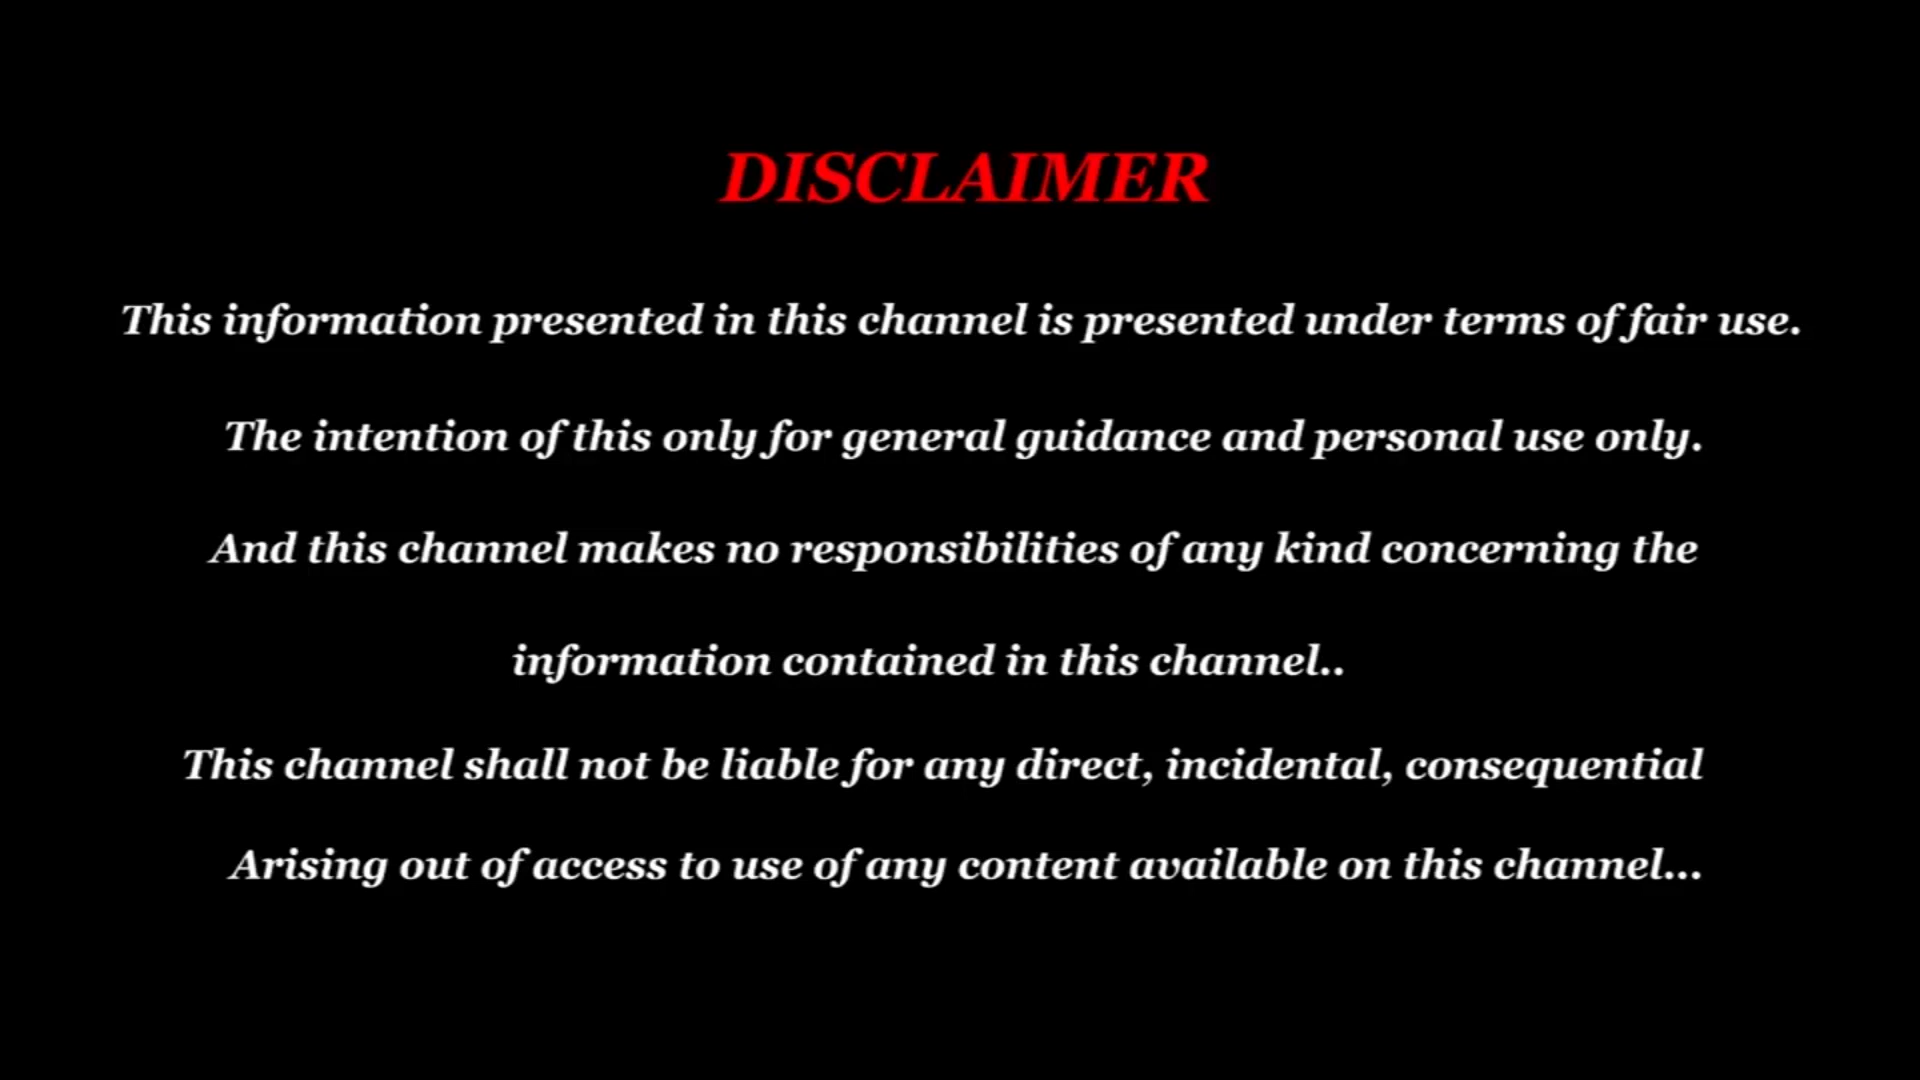 DISCLAIMER
This information presented in this channel is presented under terms of fair use.
The intention of this only for general guidance and personal use only.
And this channel makes no responsibilities of any kind concerning the
information contained in this channel..
This channel shall not be liable for any direct, incidental, consequential
Arising out of access to use of any content available on this channel...